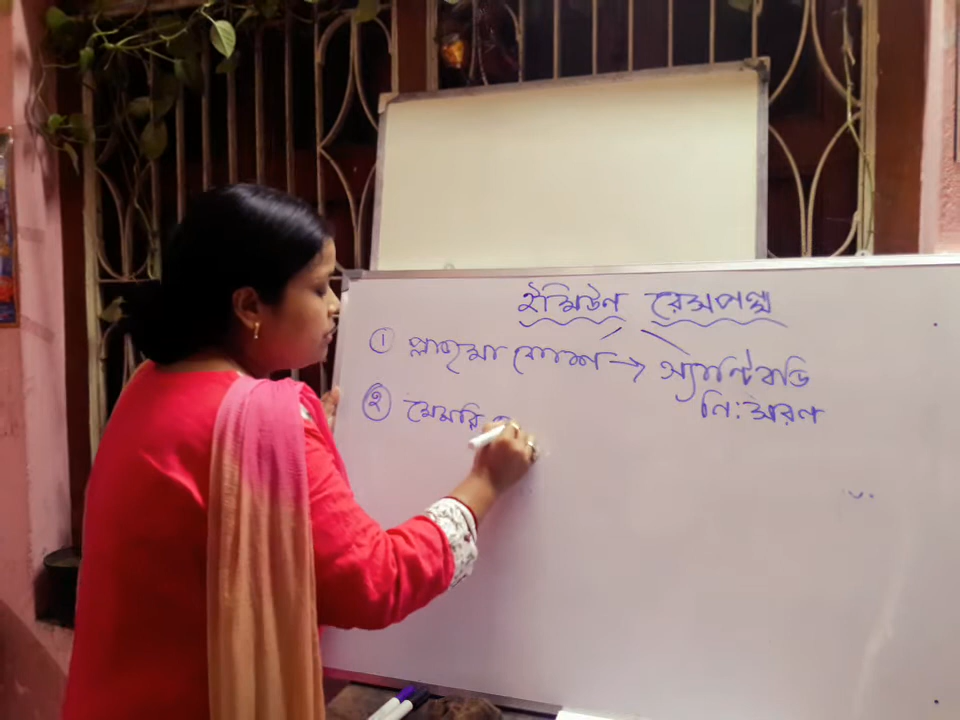 ইমিউন রেসপন্স
① প্লাজমা কোশ → অ্যান্টিবডি
নিঃসরণ
② মেমরি